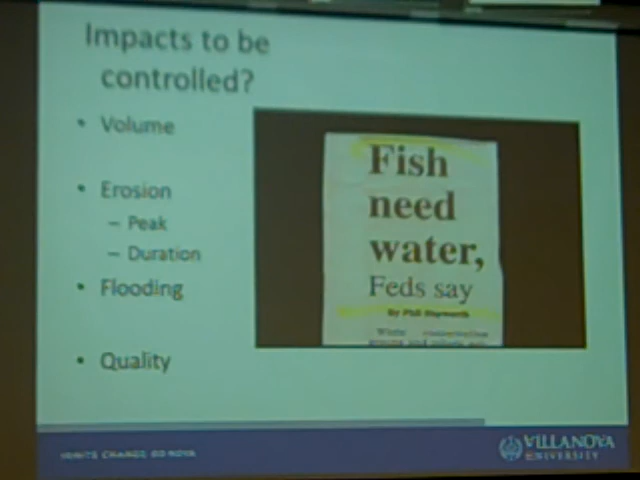 Impacts to be
controlled?
• Volume
• Erosion
– Peak
– Duration
• Flooding
• Quality
Fish
need
water,
Feds say
By Phil
IGNITE CHANGE. GO NOVA.
VILLANOVA
UNIVERSITY